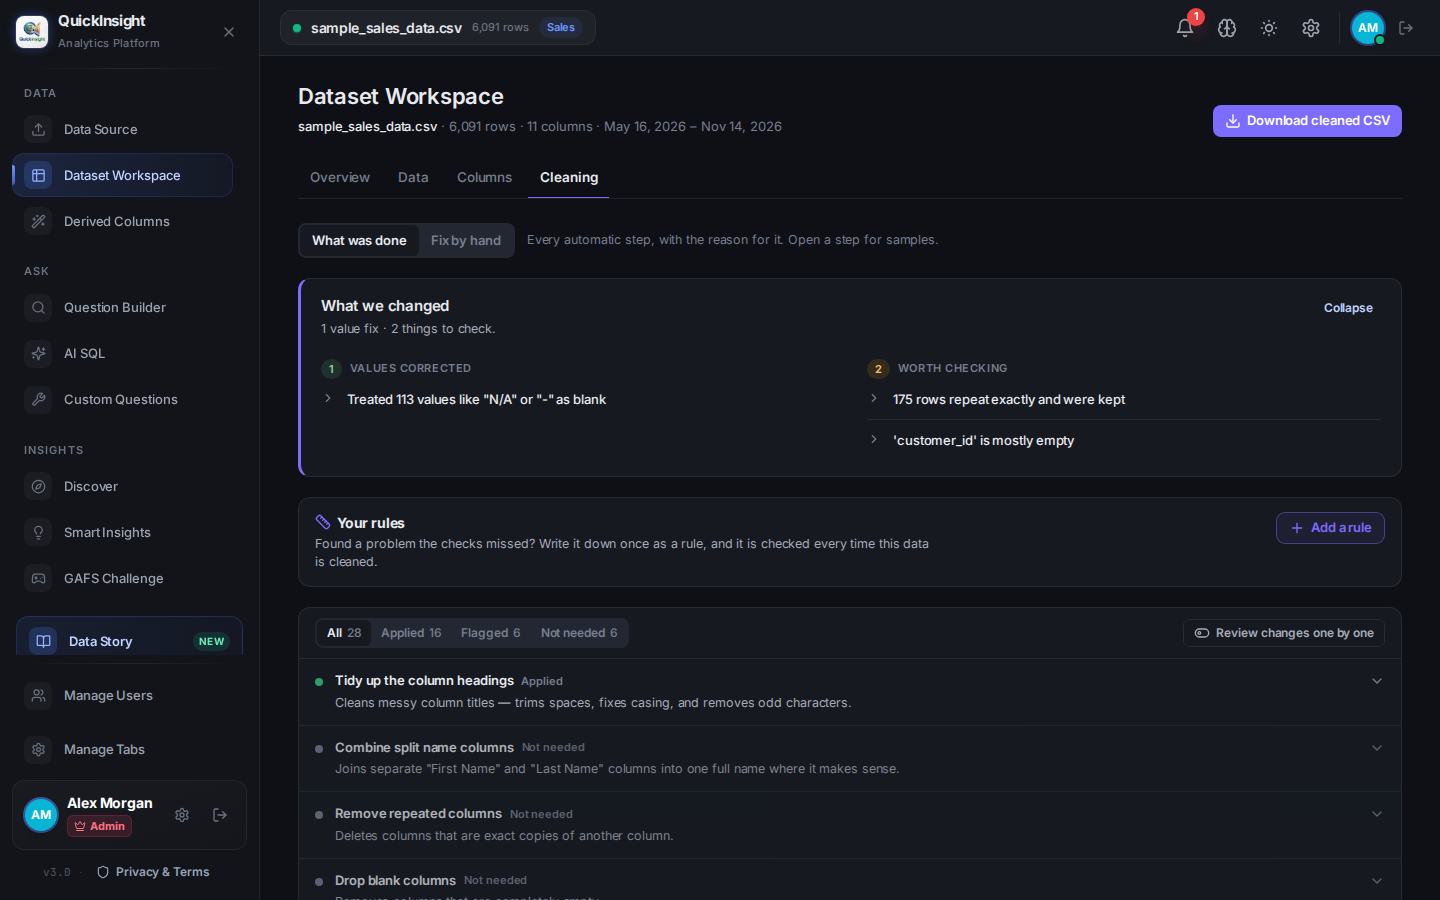 QuickInsight
Analytics Platform
DATA
Data Source
Dataset Workspace
Derived Columns
ASK
Question Builder
AI SQL
Custom Questions
INSIGHTS
Discover
Smart Insights
GAFS Challenge
Data Story NEW
Manage Users
Manage Tabs
AM
Alex Morgan
Admin
v3.0 · Privacy & Terms
sample_sales_data.csv 6,091 rows Sales
1
AM
Dataset Workspace
sample_sales_data.csv · 6,091 rows · 11 columns · May 16, 2026 – Nov 14, 2026
Download cleaned CSV
Overview Data Columns Cleaning
What was done Fix by hand Every automatic step, with the reason for it. Open a step for samples.
What we changed
Collapse
1 value fix · 2 things to check.
1 VALUES CORRECTED
Treated 113 values like "N/A" or "-" as blank
2 WORTH CHECKING
175 rows repeat exactly and were kept
'customer_id' is mostly empty
Your rules
Found a problem the checks missed? Write it down once as a rule, and it is checked every time this data
is cleaned.
Add a rule
All 28 Applied 16 Flagged 6 Not needed 6
Review changes one by one
Tidy up the column headings Applied
Cleans messy column titles — trims spaces, fixes casing, and removes odd characters.
Combine split name columns Not needed
Joins separate "First Name" and "Last Name" columns into one full name where it makes sense.
Remove repeated columns Not needed
Deletes columns that are exact copies of another column.
Drop blank columns Not needed